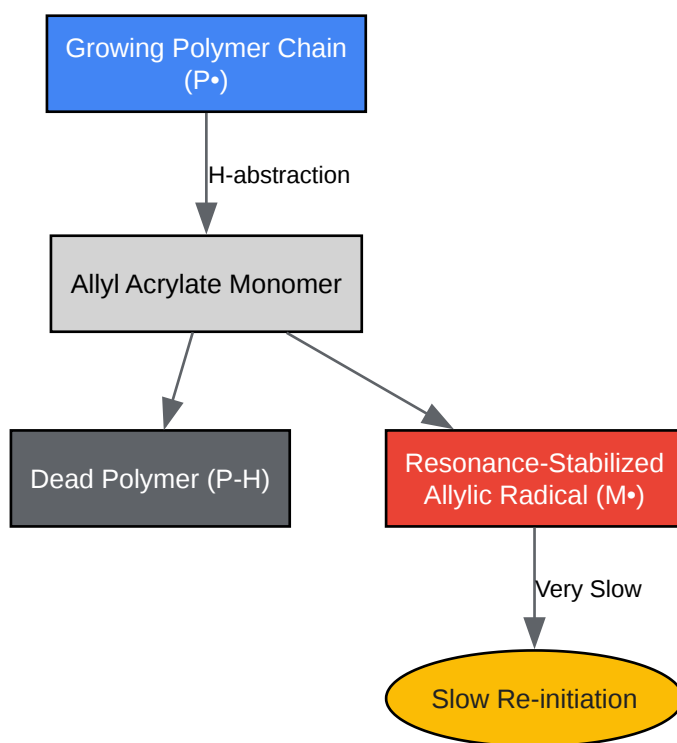 Growing Polymer Chain
(P•)
H-abstraction
Allyl Acrylate Monomer
Dead Polymer (P-H)
Resonance-Stabilized
Allylic Radical (M•)
Very Slow
Slow Re-initiation